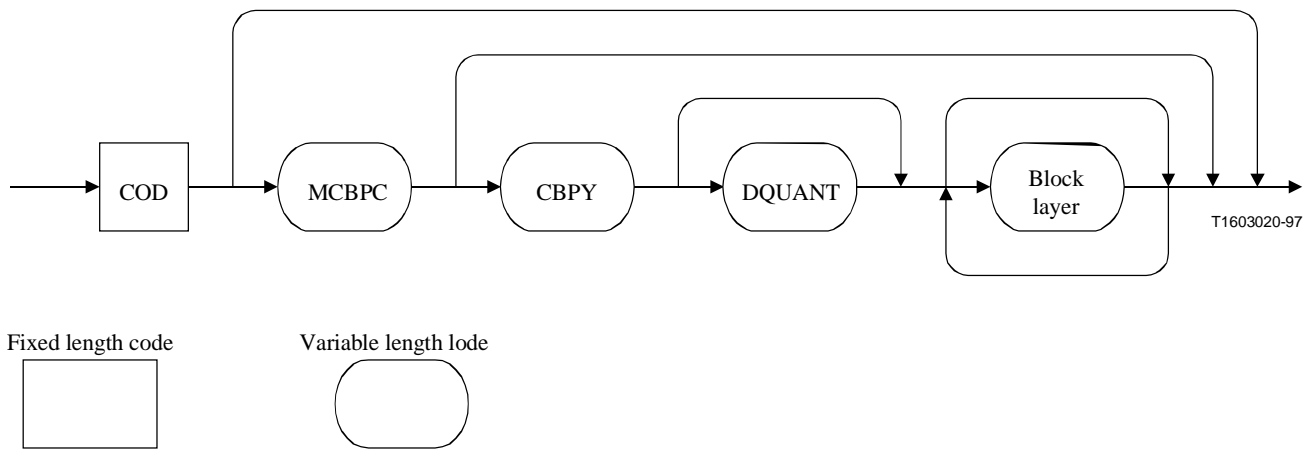 COD
MCBPC
CBPY
DQUANT
Block
layer
T1603020-97
Fixed length code
Variable length lode